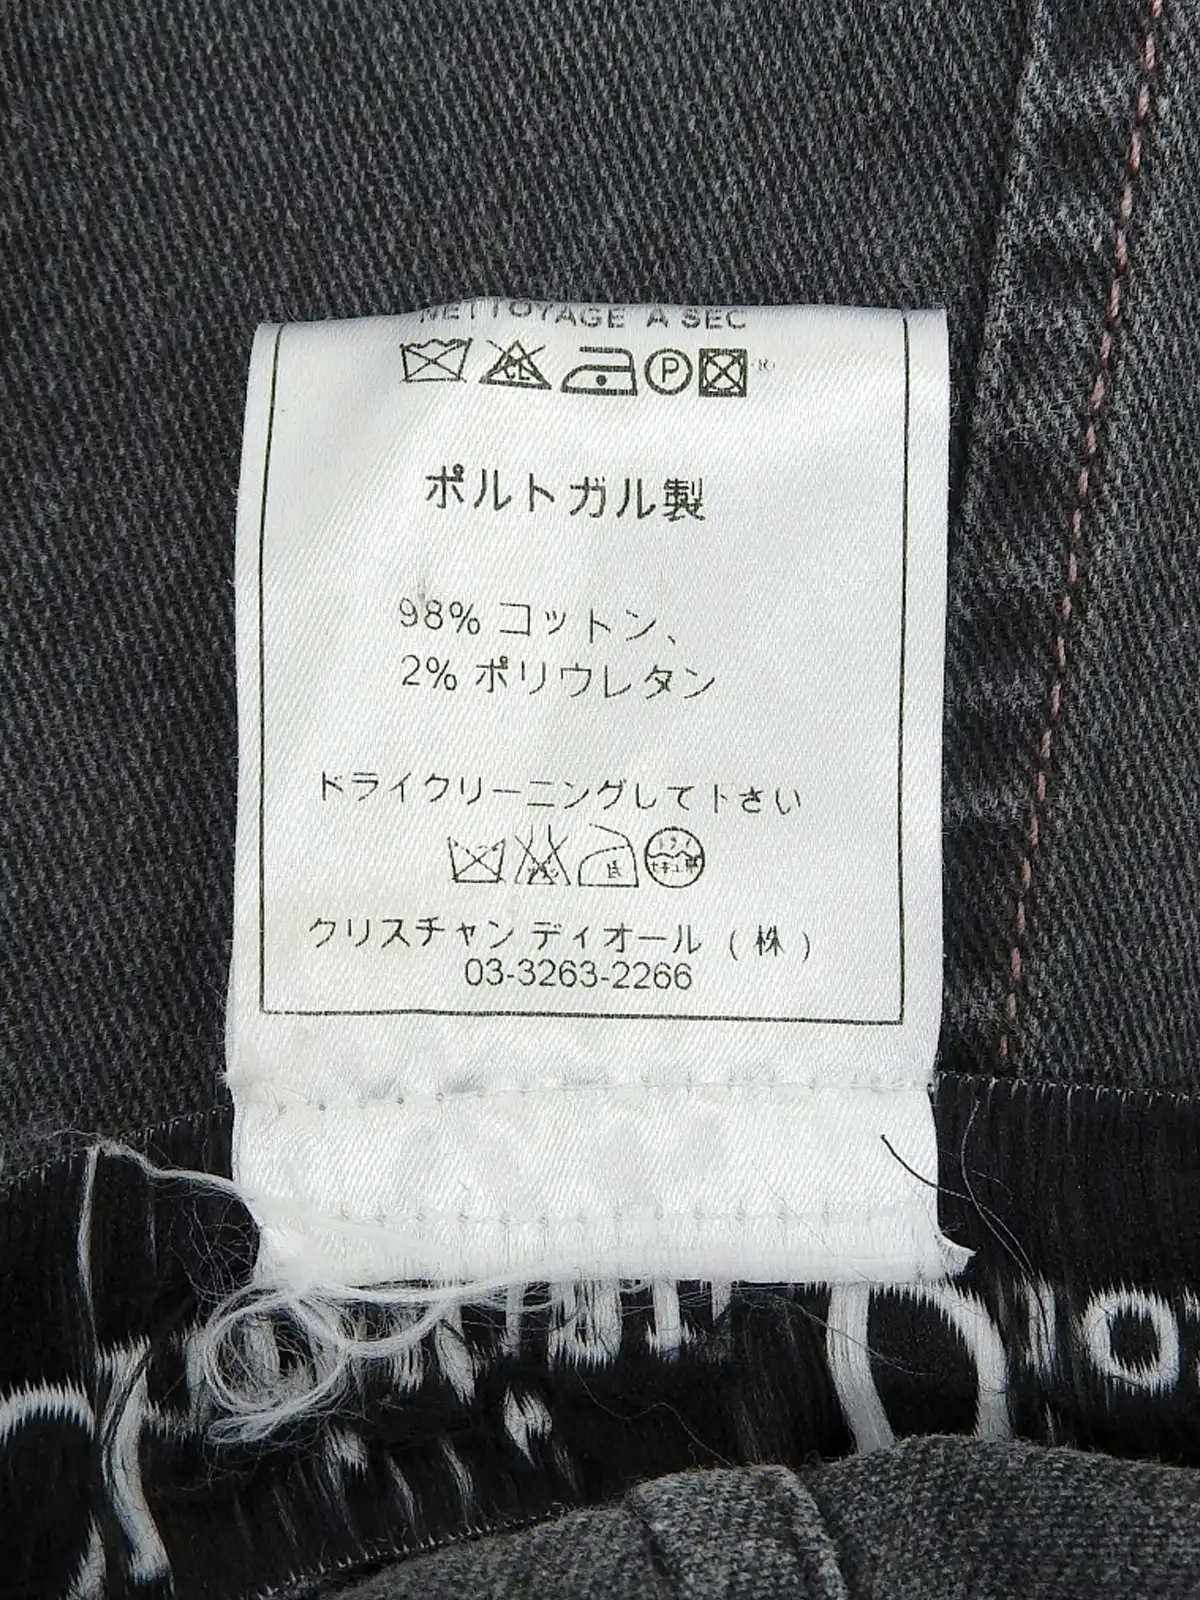 NETTOYAGE A SEC
CL P
ポルトガル製
98% コットン、
2% ポリウレタン
ドライクリーニングして下さい
クリスチャン ディオール (株)
03-3263-2266